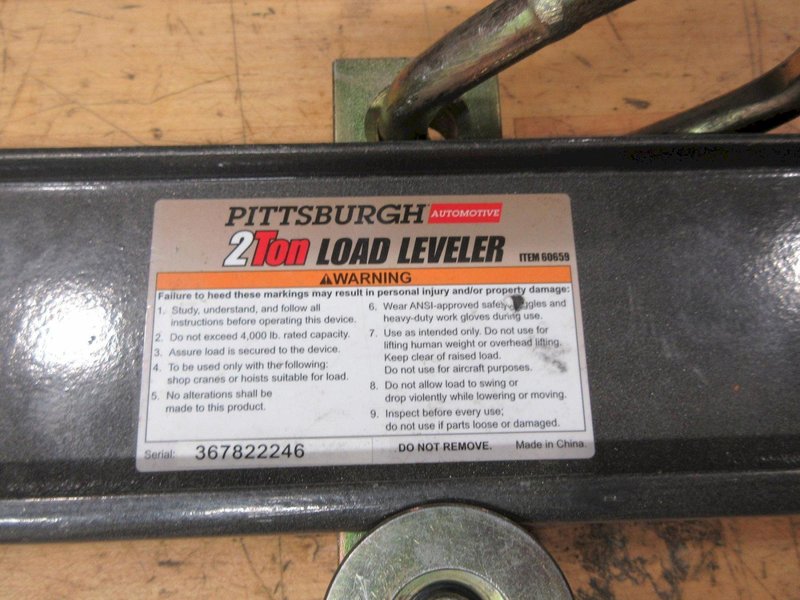 PITTSBURGH AUTOMOTIVE
2Ton LOAD LEVELER ITEM 60659
WARNING
Failure to heed these markings may result in personal injury and/or property damage:
1. Study, understand, and follow all
instructions before operating this device.
2. Do not exceed 4,000 lb. rated capacity.
3. Assure load is secured to the device.
4. To be used only with the following:
shop cranes or hoists suitable for load.
5. No alterations shall be
made to this product.
6. Wear ANSI-approved safety and
heavy-duty work gloves during use.
7. Use as intended only. Do not use for
lifting human weight or overhead lifting.
Keep clear of raised load.
Do not use for aircraft purposes.
8. Do not allow load to swing or
drop violently while lowering or moving.
9. Inspect before every use;
do not use if parts loose or damaged.
Serial: 367822246 DO NOT REMOVE. Made in China.